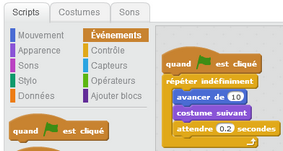 Scripts Costumes Sons
Mouvement Événements
Apparence Contrôle
Sons Capteurs
Stylo Opérateurs
Données Ajouter blocs
quand est cliqué
quand est cliqué
répéter indéfiniment
avancer de 10
costume suivant
attendre 0.2 secondes